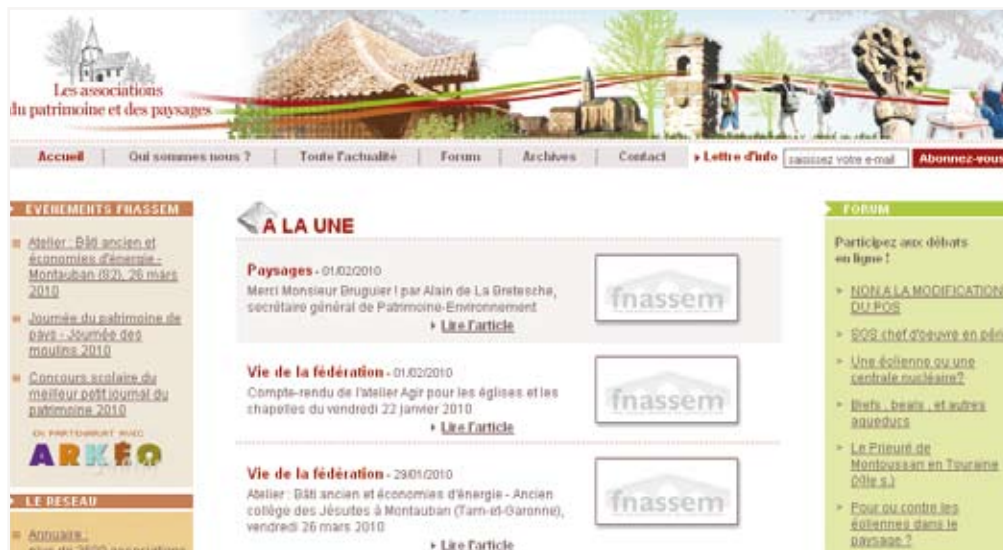 Les associations
du patrimoine et des paysages
Accueil
Qui sommes nous ?
Toute l'actualité
Forum
Archives
Contact
Lettre d'info
saisissez votre e-mail
Abonnez-vous
EVENEMENTS FNASSEM
Atelier : Bâti ancien et
économies d'énergie -
Montauban (82), 26 mars
2010
Journée du patrimoine de
pays - Journée des
moulins 2010
Concours scolaire du
meilleur petit journal du
patrimoine 2010
EN PARTENARIAT AVEC
ARKÉO
LE RESEAU
Annuaire :
plus de 2600 associations
A LA UNE
Paysages - 01/02/2010
Merci Monsieur Bruguier ! par Alain de La Bretesche,
secrétaire général de Patrimoine-Environnement
Lire l'article
fnassem
Vie de la fédération - 01/02/2010
Compte-rendu de l'atelier Agir pour les églises et les
chapelles du vendredi 22 janvier 2010
Lire l'article
fnassem
Vie de la fédération - 29/01/2010
Atelier : Bâti ancien et économies d'énergie - Ancien
collège des Jésuites à Montauban (Tarn-et-Garonne),
vendredi 26 mars 2010
Lire l'article
fnassem
FORUM
Participez aux débats
en ligne !
NON A LA MODIFICATION
DU POS
SOS chef d'oeuvre en péri
Une éolienne ou une
centrale nucléaire?
Biefs , beals , et autres
aqueducs
Le Prieuré de
Montoussan en Touraine
(XIIe s.)
Pour ou contre les
éoliennes dans le
paysage ?